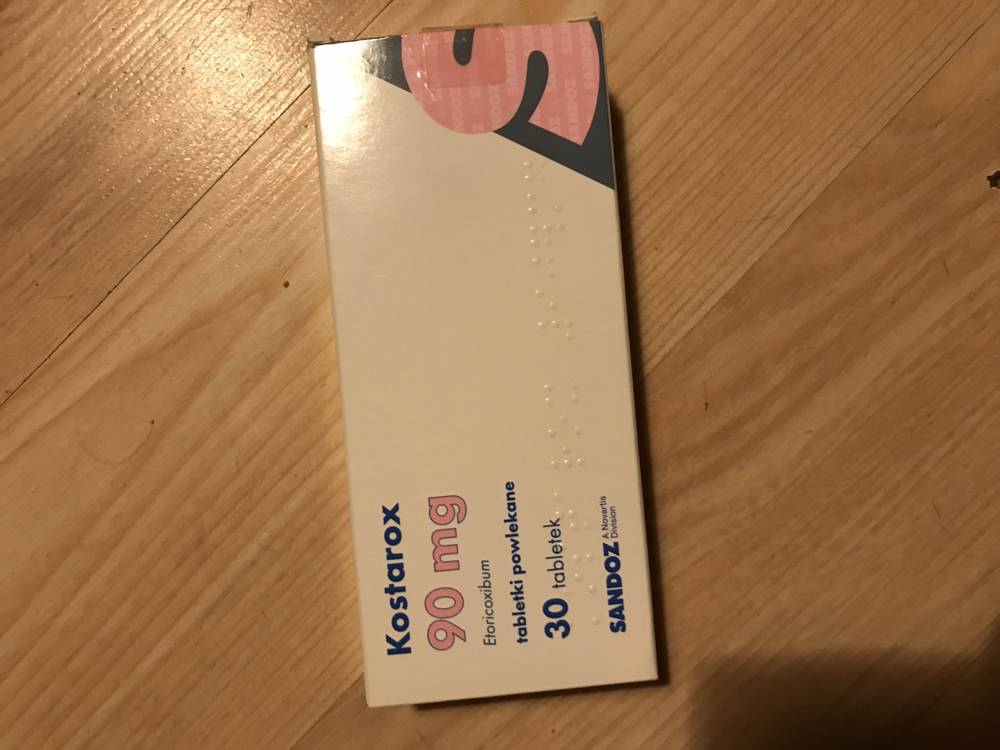 Kostarox
90 mg
Etoricoxibum
tabletki powlekane
30 tabletek
SANDOZ A Novartis
Division